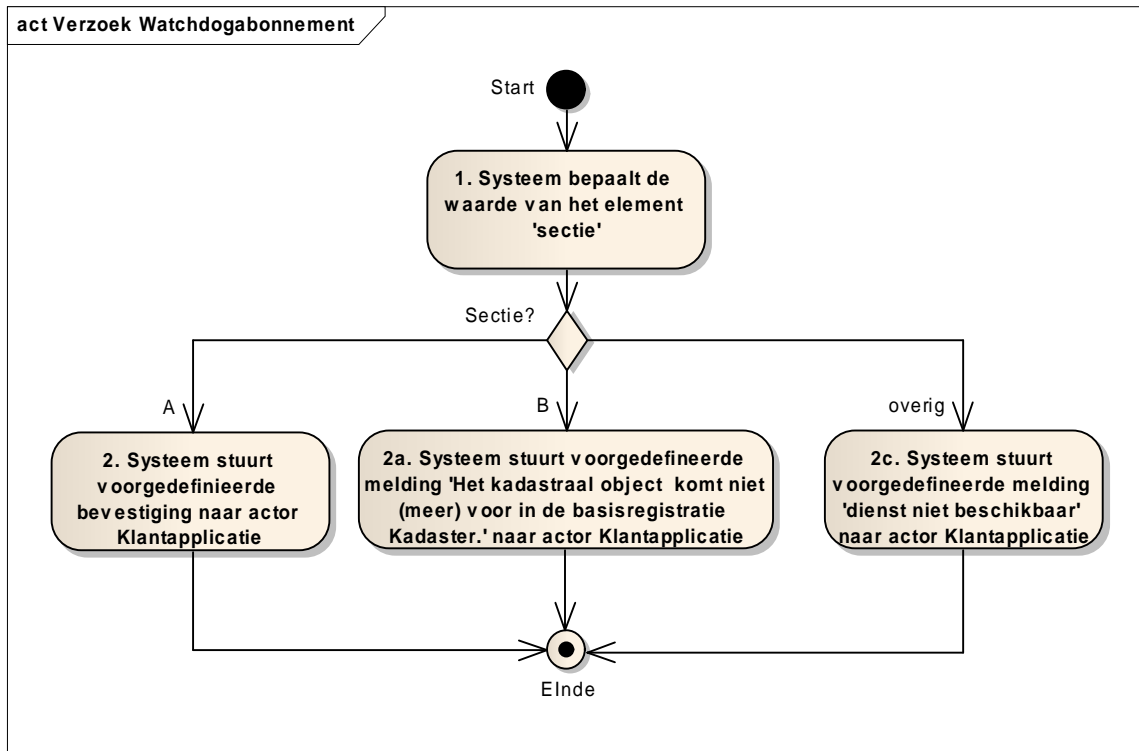 act Verzoek Watchdogabonnement
Start
1. Systeem bepaalt de
waarde van het element
'sectie'
Sectie?
A
B
overig
2. Systeem stuurt
voorgedefinieerde
bevestiging naar actor
Klantapplicatie
2a. Systeem stuurt voorgedefineerde
melding 'Het kadastraal object komt niet
(meer) voor in de basisregistratie
Kadaster.' naar actor Klantapplicatie
2c. Systeem stuurt
voorgedefineerde melding
'dienst niet beschikbaar'
naar actor Klantapplicatie
EInde